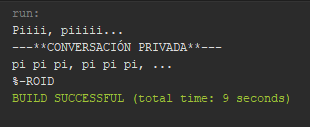 run:
Piiii, piiiii...
---**CONVERSACIÓN PRIVADA**---
pi pi pi, pi pi pi, ...
%-ROID
BUILD SUCCESSFUL (total time: 9 seconds)